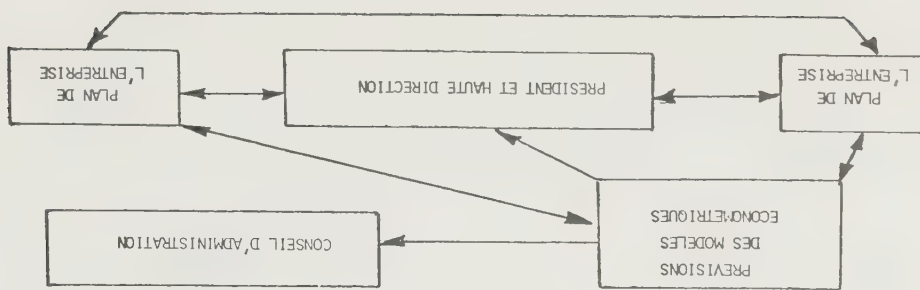 PREVISIONS
DES MODELES
ECONOMETRIQUES
CONSEIL D'ADMINISTRATION
PLAN DE
L'ENTREPRISE
PRESIDENT ET HAUTE DIRECTION
PLAN DE
L'ENTREPRISE